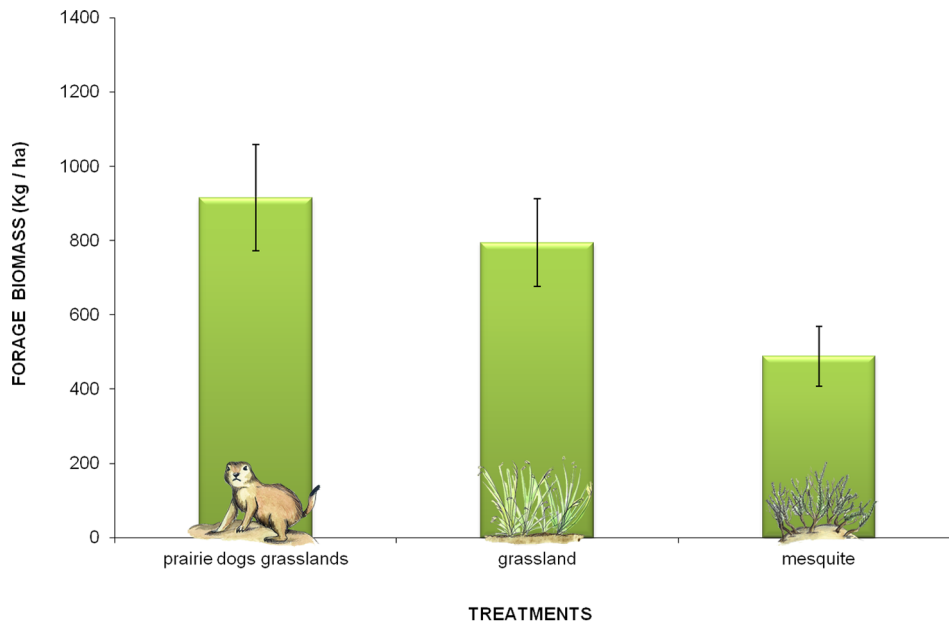 1400
1200
1000
800
600
400
200
0
FORAGE BIOMASS (Kg / ha)
prairie dogs grasslands
grassland
mesquite
TREATMENTS